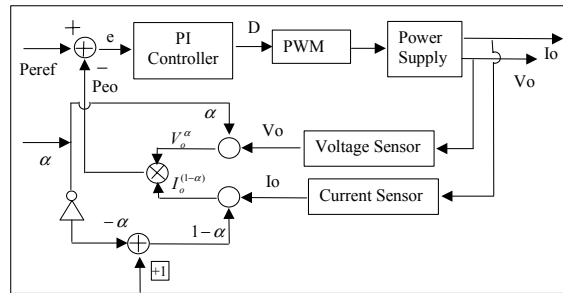 +
Peref
e
−
Peo
PI
Controller
D
PWM
Power
Supply
Io
Vo
α
α
V_o^α
Vo
Voltage Sensor
I_o^(1-α)
Io
Current Sensor
−α
1−α
+1